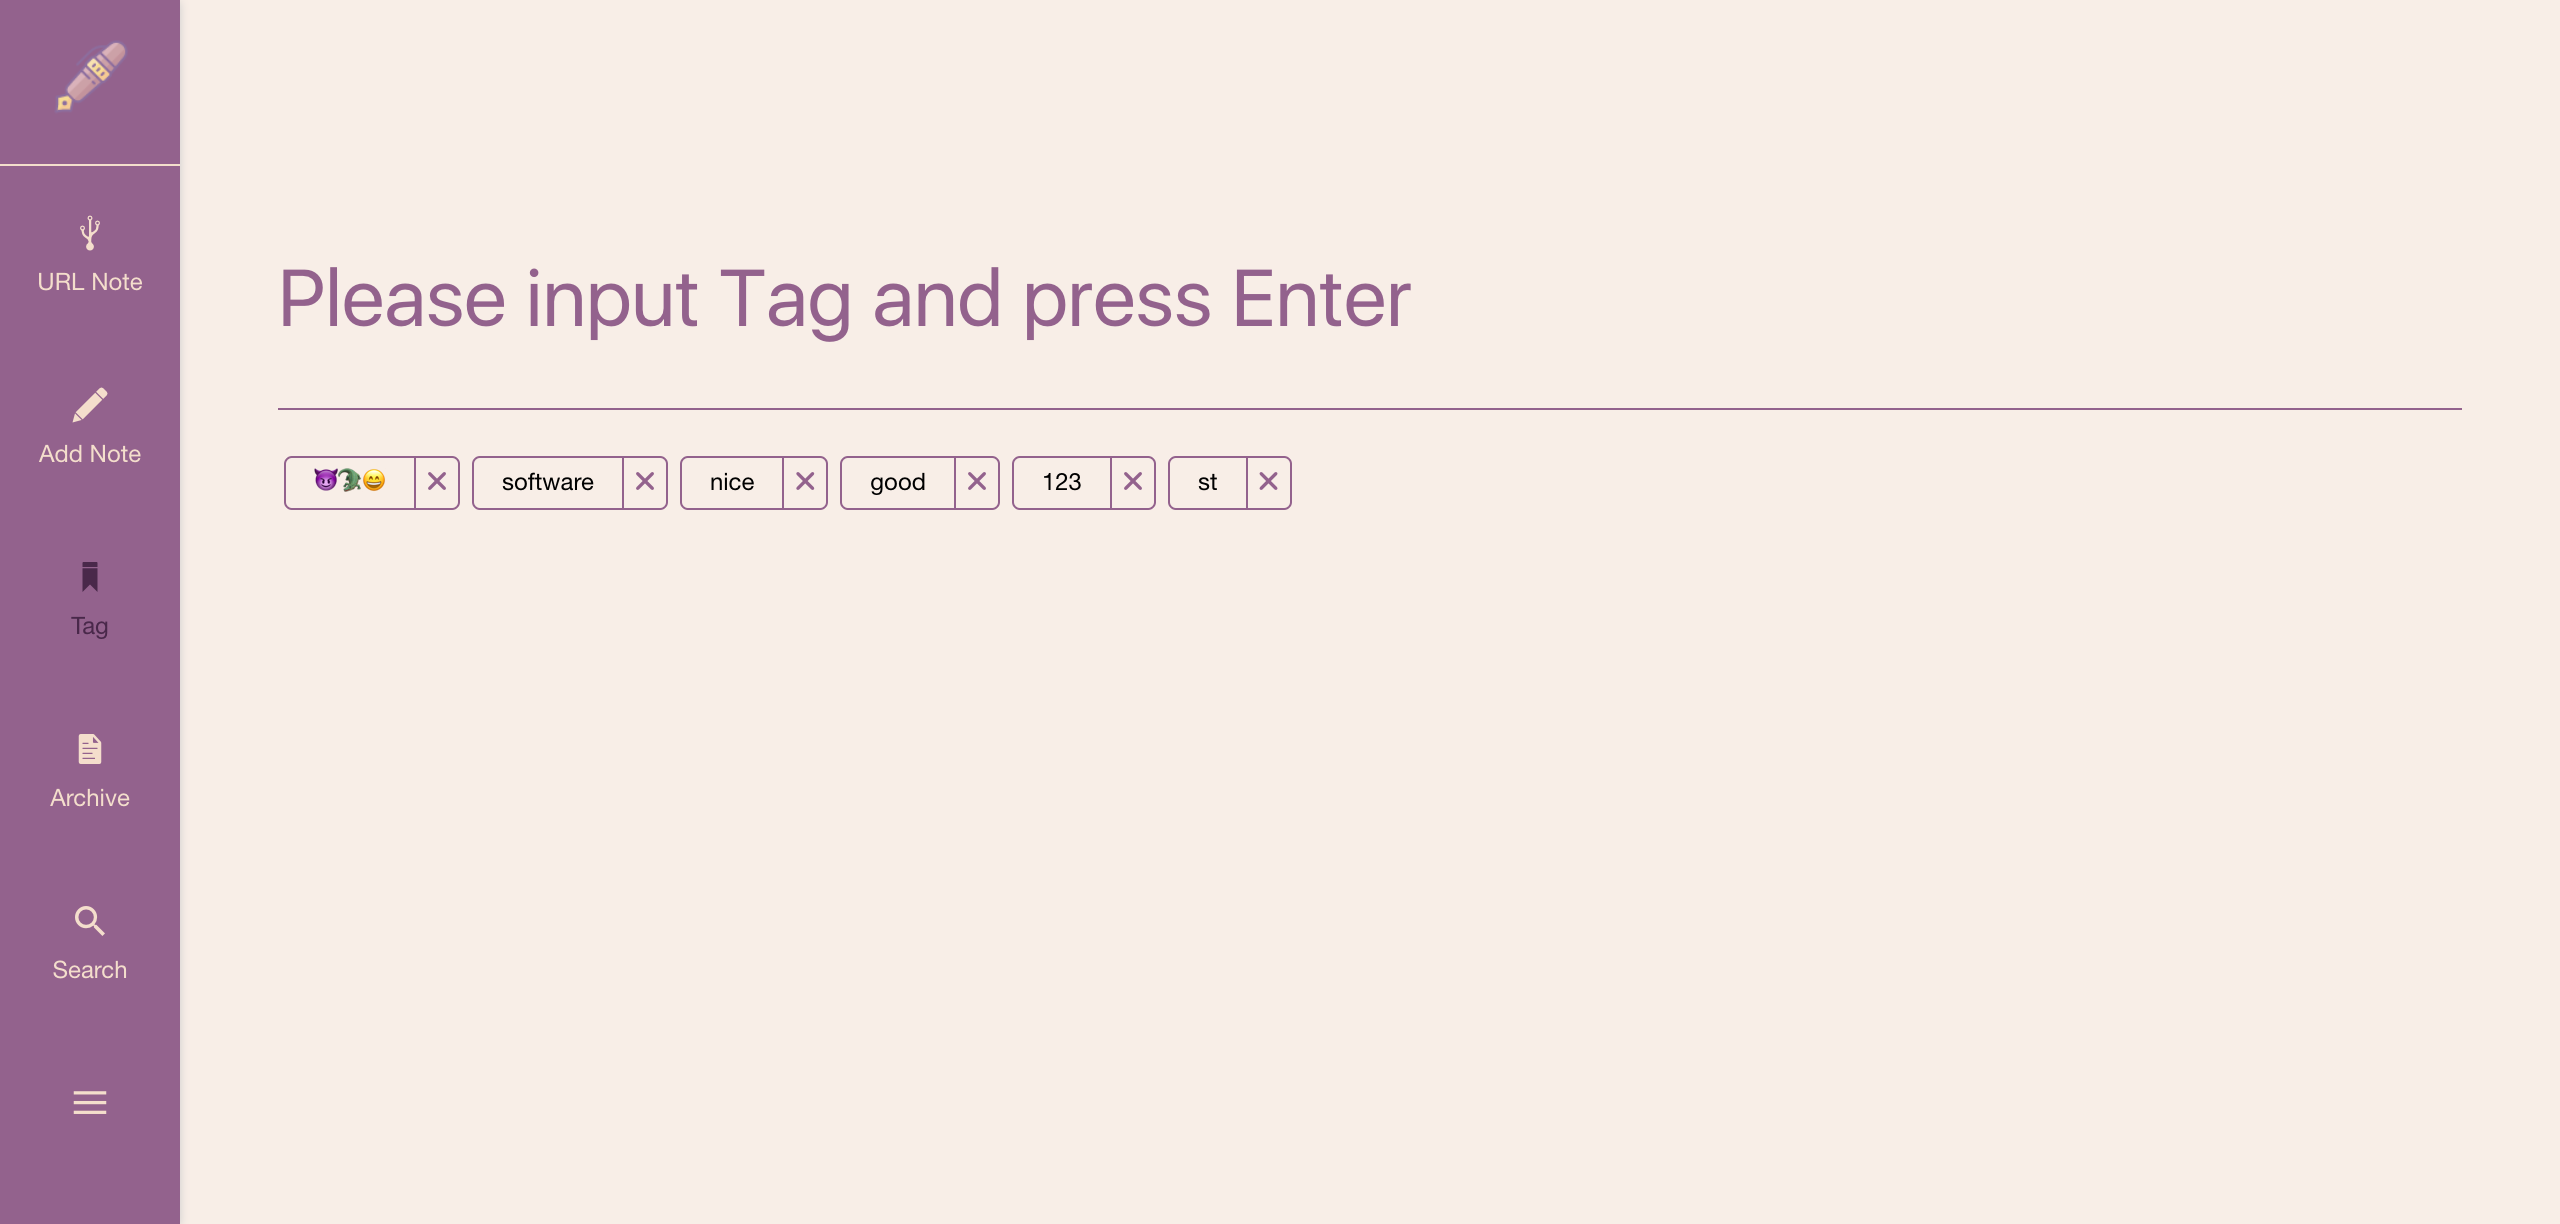 URL Note
Add Note
Tag
Archive
Search
Please input Tag and press Enter
😈🐊😄 software nice good 123 st